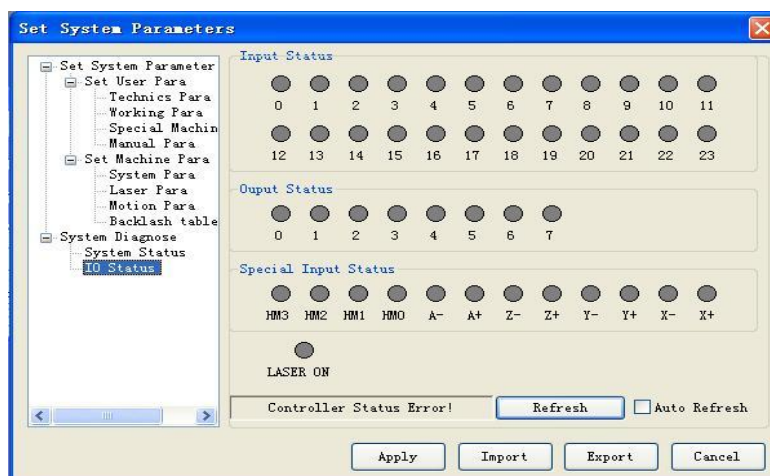 Set System Parameters
Set System Parameter
Set User Para
Technics Para
Working Para
Special Machin
Manual Para
Set Machine Para
System Para
Laser Para
Motion Para
Backlash table
System Diagnose
System Status
IO Status
Input Status
0 1 2 3 4 5 6 7 8 9 10 11
12 13 14 15 16 17 18 19 20 21 22 23
Ouput Status
0 1 2 3 4 5 6 7
Special Input Status
HM3 HM2 HM1 HM0 A- A+ Z- Z+ Y- Y+ X- X+
LASER ON
Controller Status Error! Refresh Auto Refresh
Apply Import Export Cancel